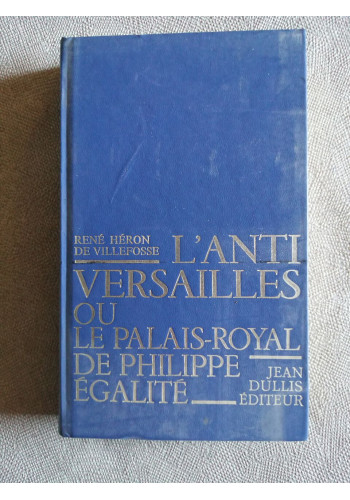 RENÉ HÉRON
DE VILLEFOSSE
L'ANTI
VERSAILLES
OU
LE PALAIS-ROYAL
DE PHILIPPE
ÉGALITÉ
JEAN
DULLIS
ÉDITEUR